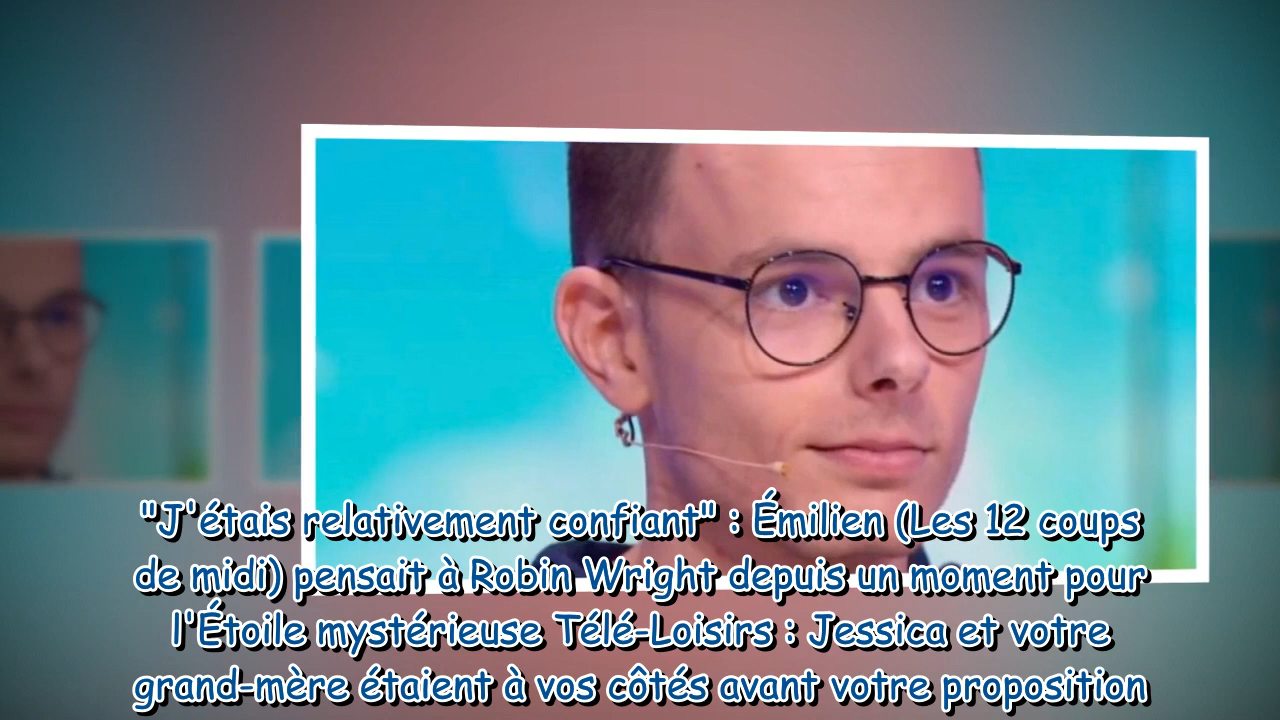 "J'étais relativement confiant" : Émilien (Les 12 coups
de midi) pensait à Robin Wright depuis un moment pour
l'Étoile mystérieuse Télé-Loisirs : Jessica et votre
grand-mère étaient à vos côtés avant votre proposition